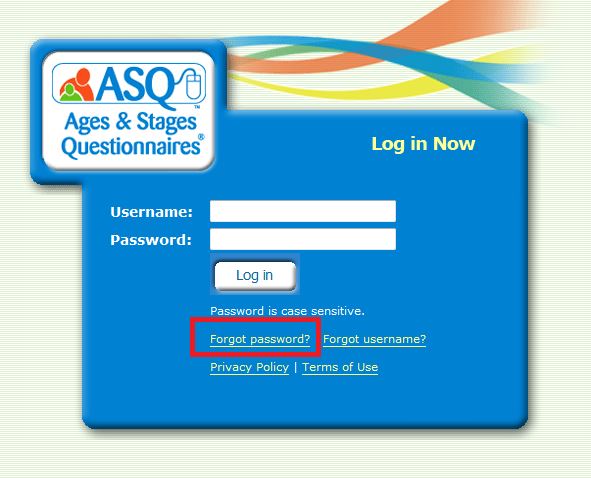 ASQ™
Ages & Stages
Questionnaires®
Log in Now
Username:
Password:
Log in
Password is case sensitive.
Forgot password? Forgot username?
Privacy Policy | Terms of Use